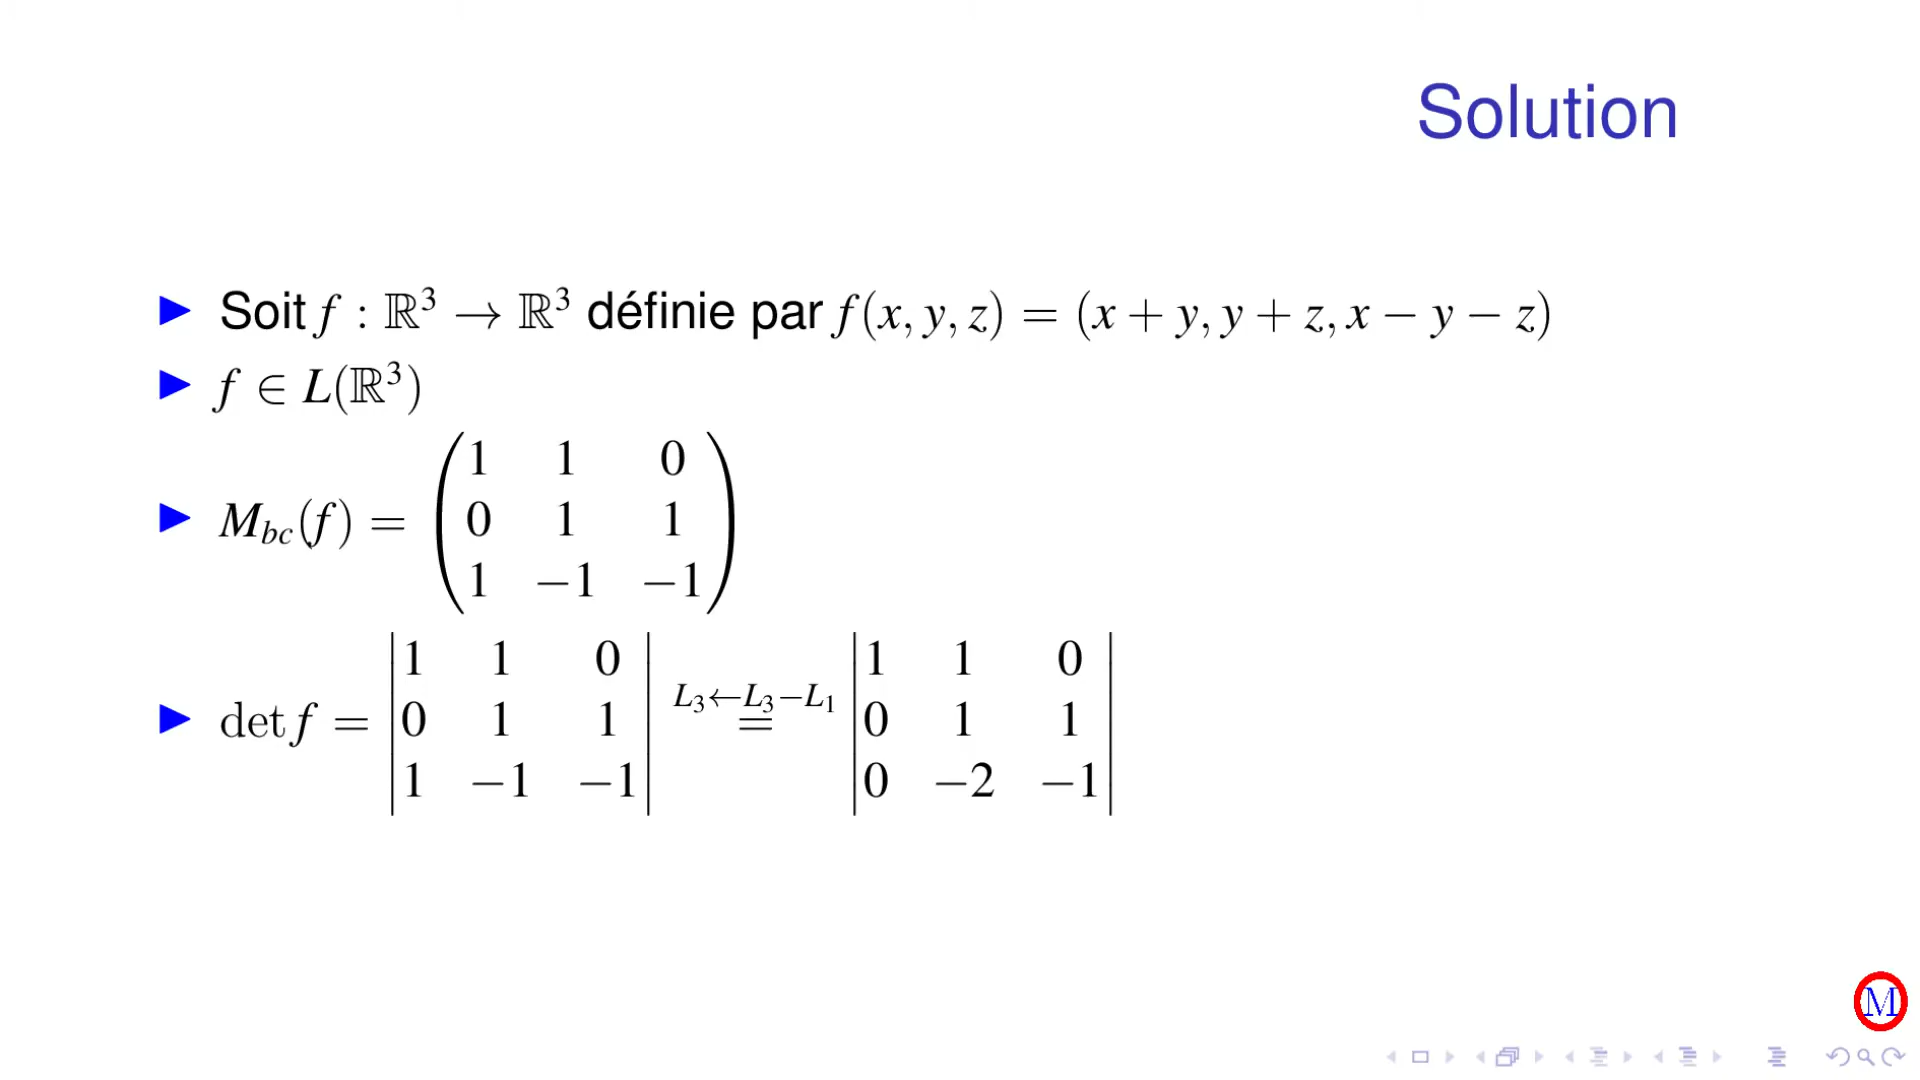 Solution
▶ Soit f : ℝ³ → ℝ³ définie par f(x, y, z) = (x + y, y + z, x − y − z)
▶ f ∈ L(ℝ³)
1 1 0
▶ M_bc(f) = 0 1 1
1 −1 −1
1 1 0 1 1 0
▶ det f = 0 1 1 L₃←L₃−L₁ = 0 1 1
1 −1 −1 0 −2 −1
M